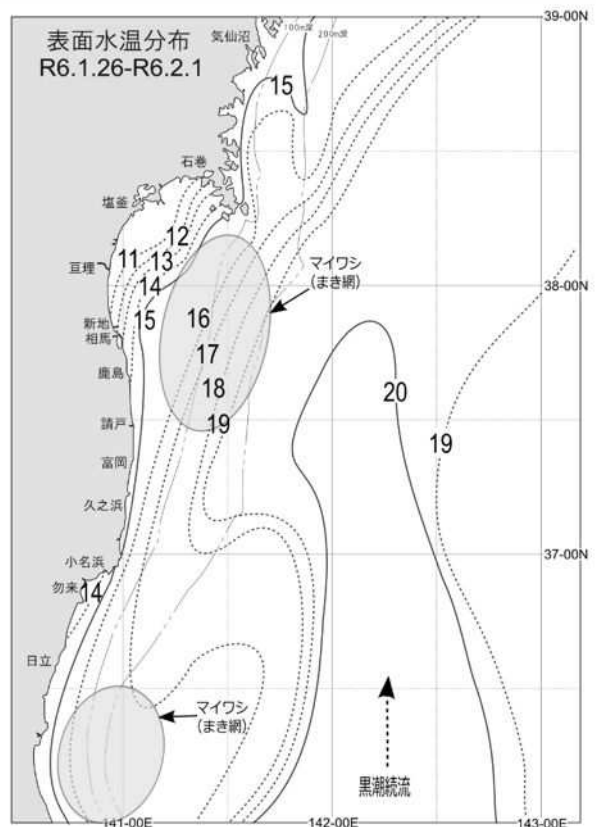 表面水温分布
R6.1.26-R6.2.1
気仙沼
100m深
200m深
39-00N
15
石巻
塩釜
12
11
13
亘理
14
マイワシ
(まき網)
38-00N
新地
15
16
相馬
17
鹿島
18
20
請戸
19
19
富岡
久之浜
小名浜
37-00N
勿来
14
日立
マイワシ
(まき網)
黒潮続流
141-00E
142-00E
143-00E